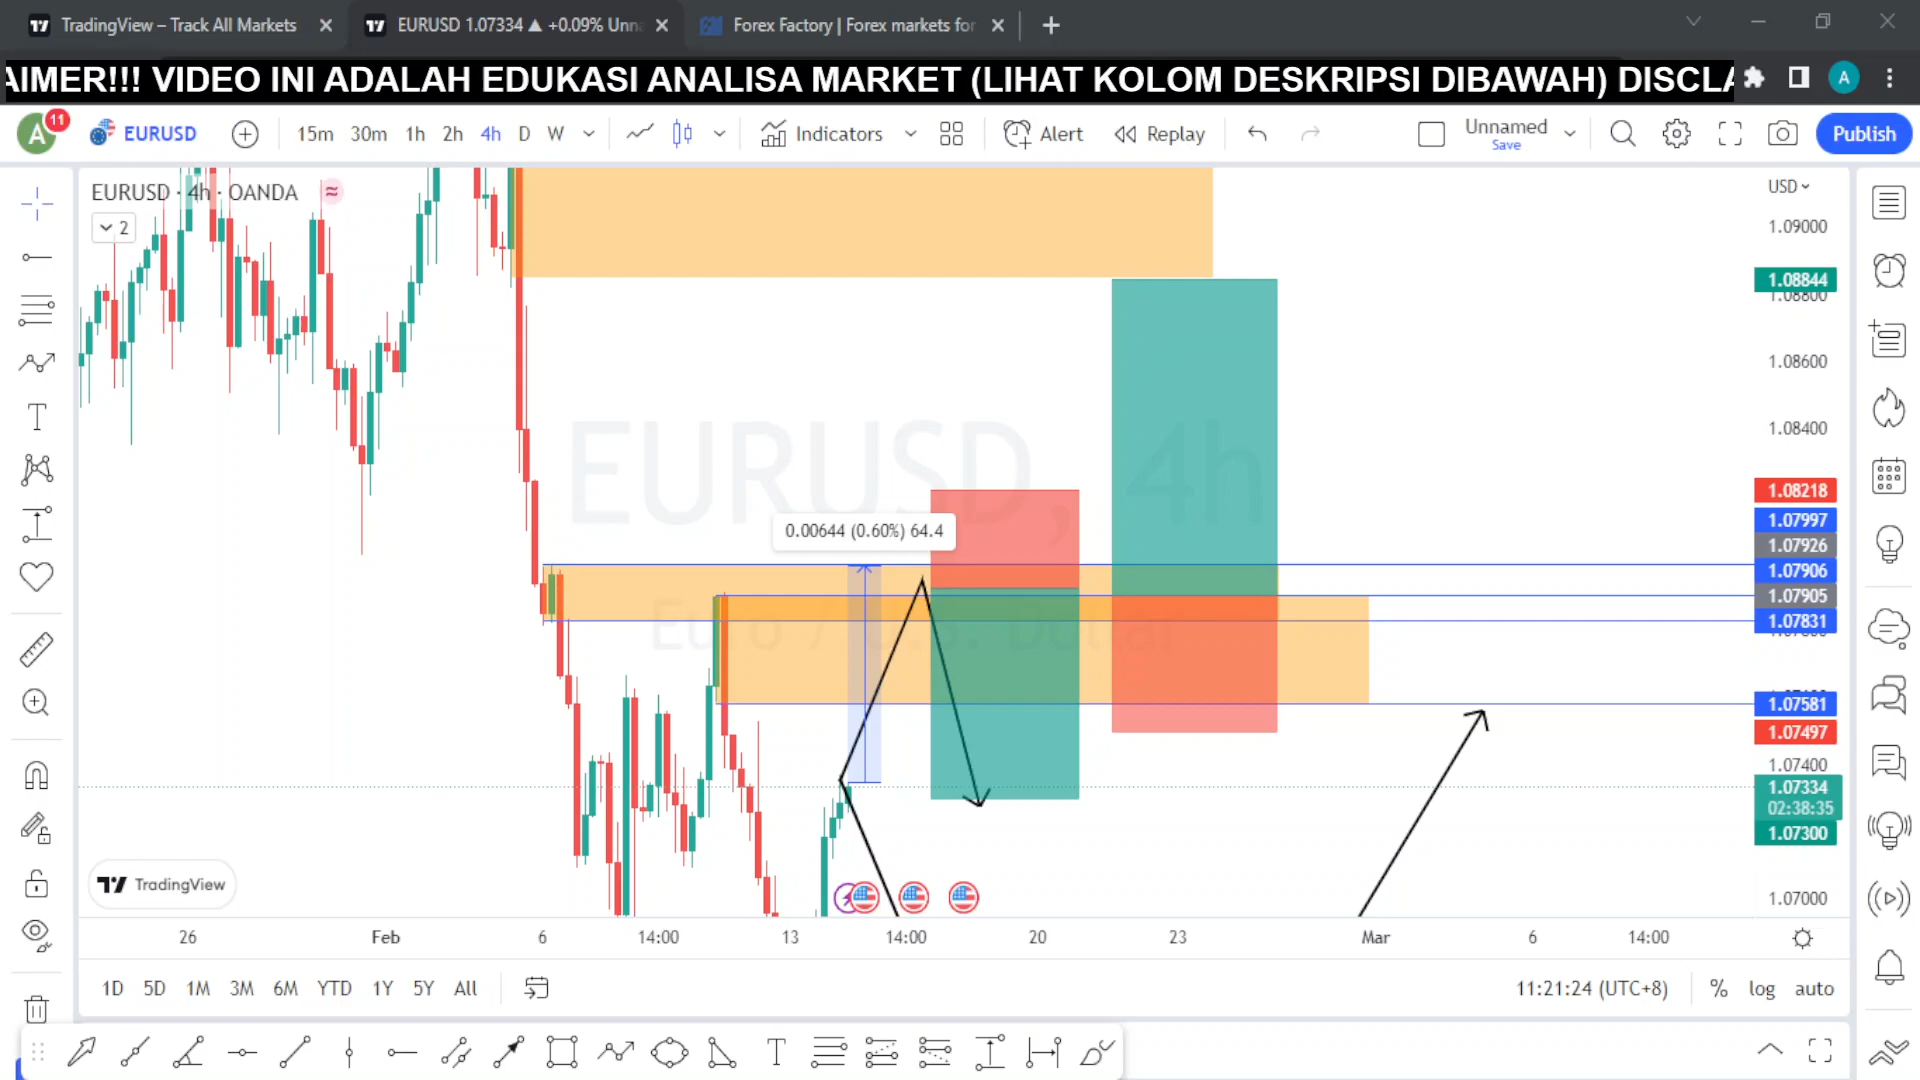 TradingView – Track All Markets
EURUSD 1.07334 ▲ +0.09% Unna
Forex Factory | Forex markets for
AIMER!!! VIDEO INI ADALAH EDUKASI ANALISA MARKET (LIHAT KOLOM DESKRIPSI DIBAWAH) DISCLA
A
A 11
EURUSD
15m 30m 1h 2h 4h D W
Indicators
Alert
Replay
Unnamed
Save
Publish
EURUSD · 4h · OANDA
2
USD
1.09000
1.08844
1.08800
1.08600
1.08400
1.08218
1.07997
1.07926
1.07906
1.07905
1.07831
1.07581
1.07497
1.07400
1.07334
02:38:35
1.07300
1.07000
EURUSD, 4h
Euro / U.S. Dollar
0.00644 (0.60%) 64.4
TradingView
26 Feb 6 14:00 13 14:00 20 23 Mar 6 14:00
1D 5D 1M 3M 6M YTD 1Y 5Y All
11:21:24 (UTC+8) % log auto